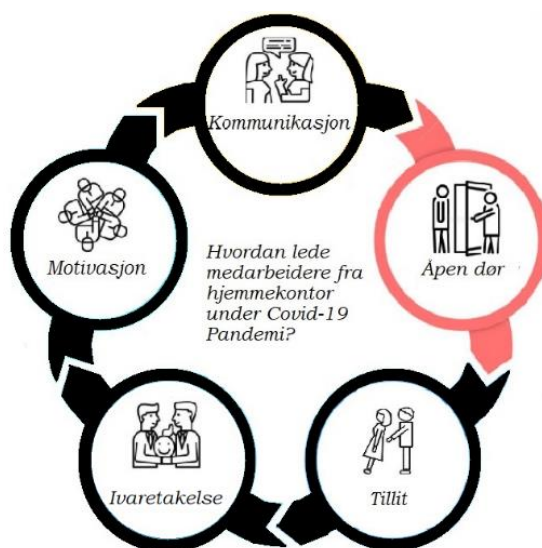 Kommunikasjon
Åpen dør
Tillit
Ivaretakelse
Motivasjon
Hvordan lede
medarbeidere fra
hjemmekontor
under Covid-19
Pandemi?